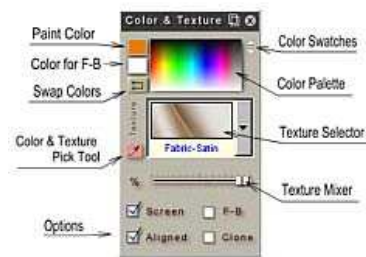 Color & Texture
Paint Color
Color for F-B
Swap Colors
Color Swatches
Color Palette
Texture
Fabric-Satin
Texture Selector
Color & Texture
Pick Tool
%
Texture Mixer
Options
Screen
F-B
Aligned
Clone